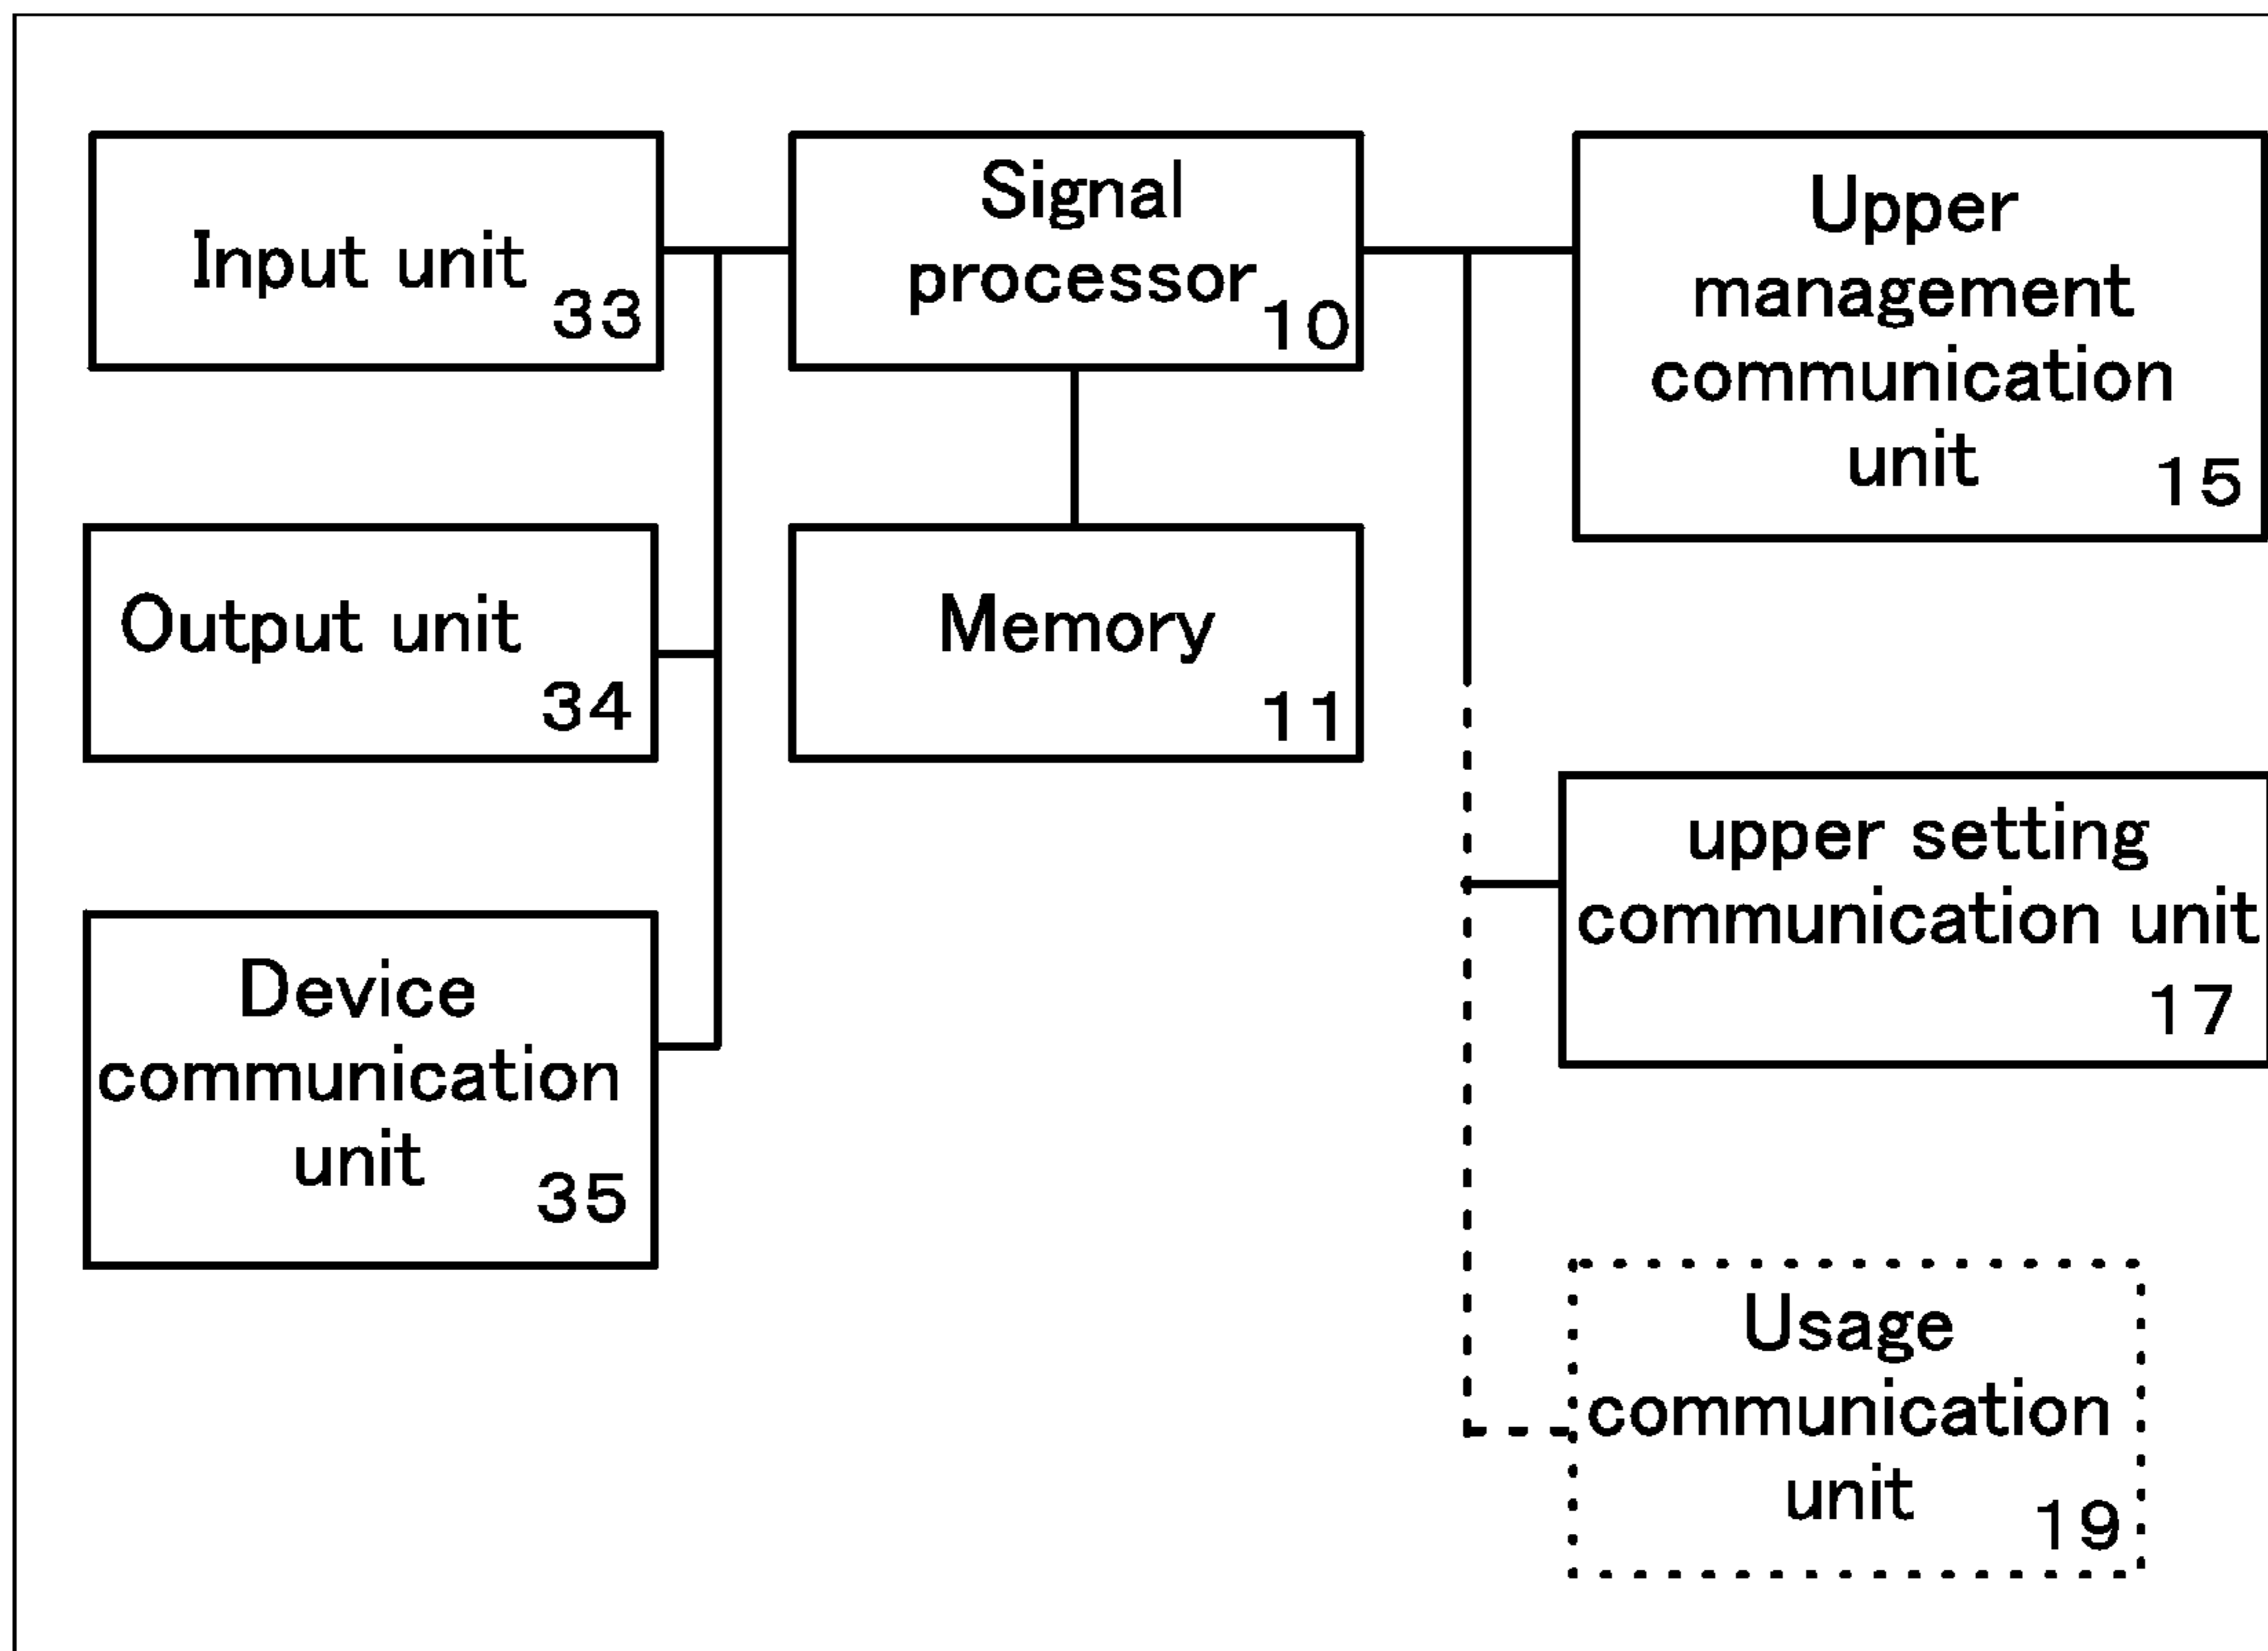 Input unit
33
Signal
processor
10
Upper
management
communication
unit
15
Output unit
34
Memory
11
upper setting
communication unit
17
Device
communication
unit
35
Usage
communication
unit
19